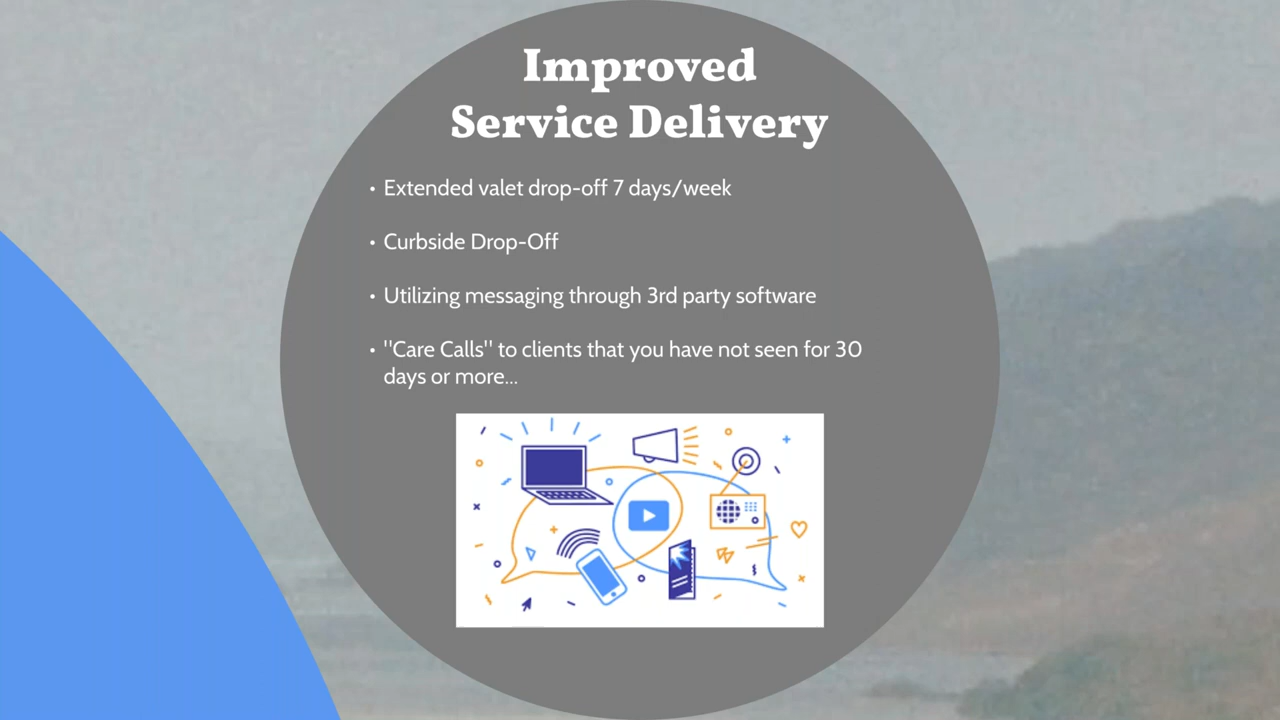 Improved
Service Delivery
• Extended valet drop-off 7 days/week
• Curbside Drop-Off
• Utilizing messaging through 3rd party software
• "Care Calls" to clients that you have not seen for 30
days or more...